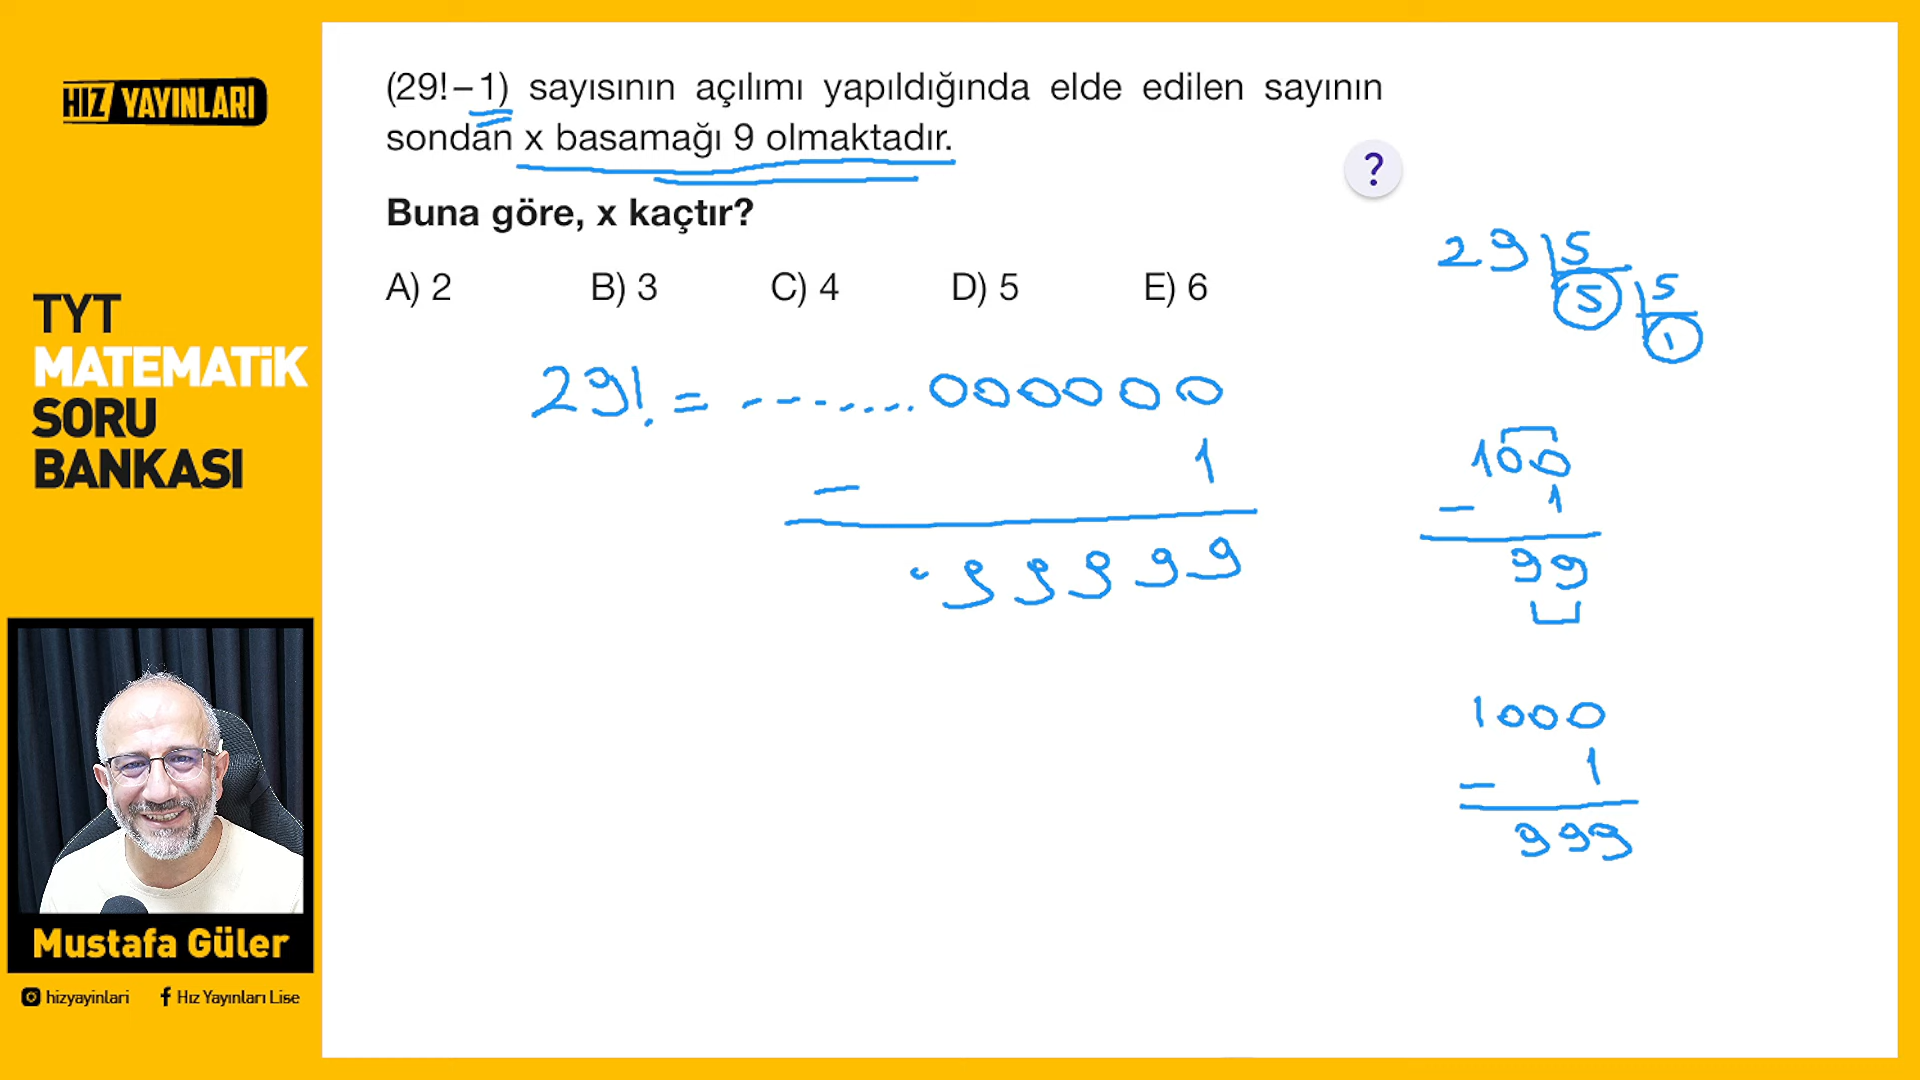 HIZ YAYINLARI
TYT
MATEMATİK
SORU
BANKASI
Mustafa Güler
hizyayinlari
Hız Yayınları Lise
(29!–1) sayısının açılımı yapıldığında elde edilen sayının
sondan x basamağı 9 olmaktadır.
?
Buna göre, x kaçtır?
A) 2 B) 3 C) 4 D) 5 E) 6
29 5
5 5
1
29! = ............ 000000
– 1
. 99999
100
– 1
99
1000
– 1
999